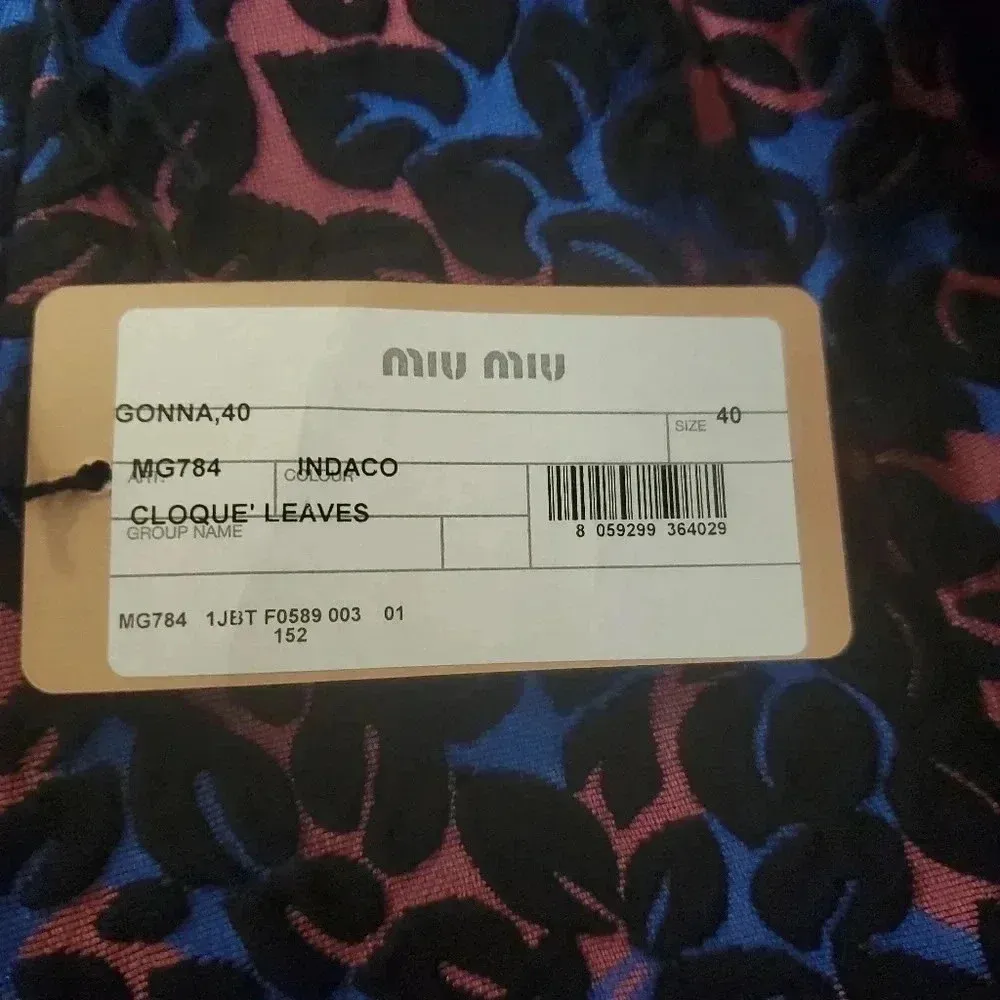 MIU MIU
GONNA,40
SIZE 40
MG784 INDACO
ART. COLOUR
CLOQUE' LEAVES
GROUP NAME
8 059299 364029
MG784 1JBT F0589 003 01
152